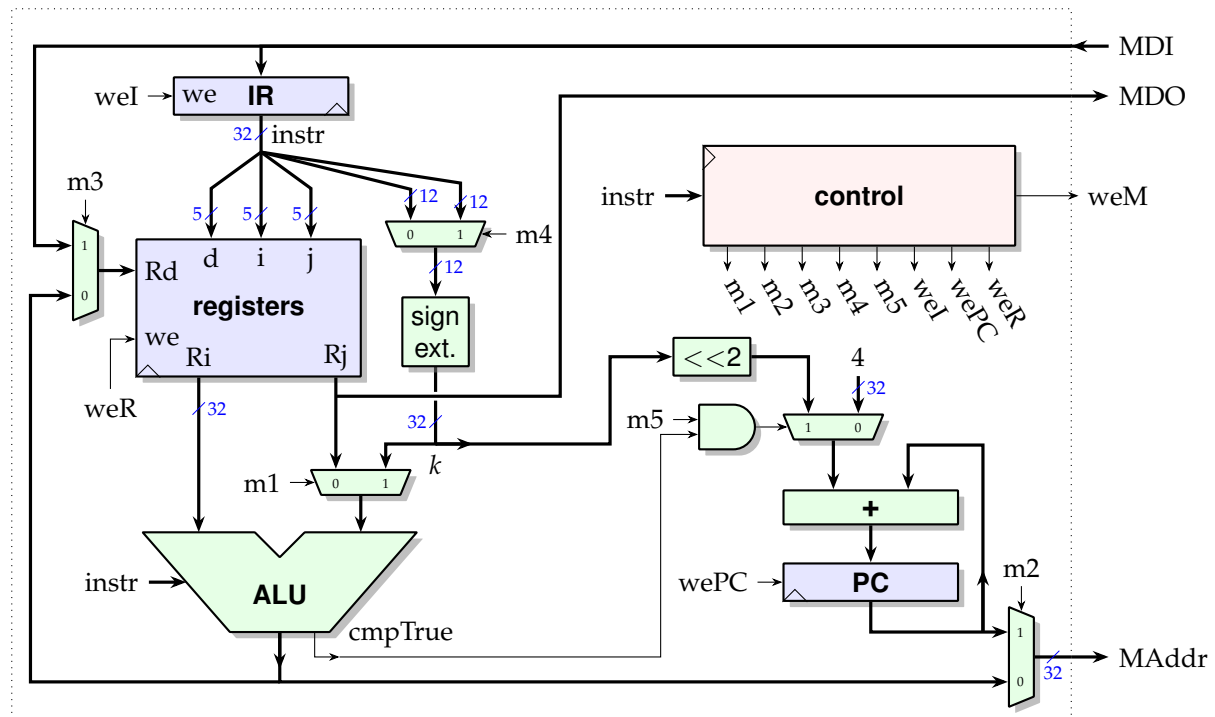 MDI
weI
we IR
MDO
32 instr
m3
5 5 5
12 12
0 1
m4
instr
control
weM
1
0
d i j
Rd
registers
we
Ri Rj
12
sign
ext.
m1 m2 m3 m4 m5 weI wePC weR
weR
<<2
4
32
32
32
k
m5
1 0
m1
0 1
+
instr
ALU
cmpTrue
wePC
PC
m2
1
0
32
MAddr